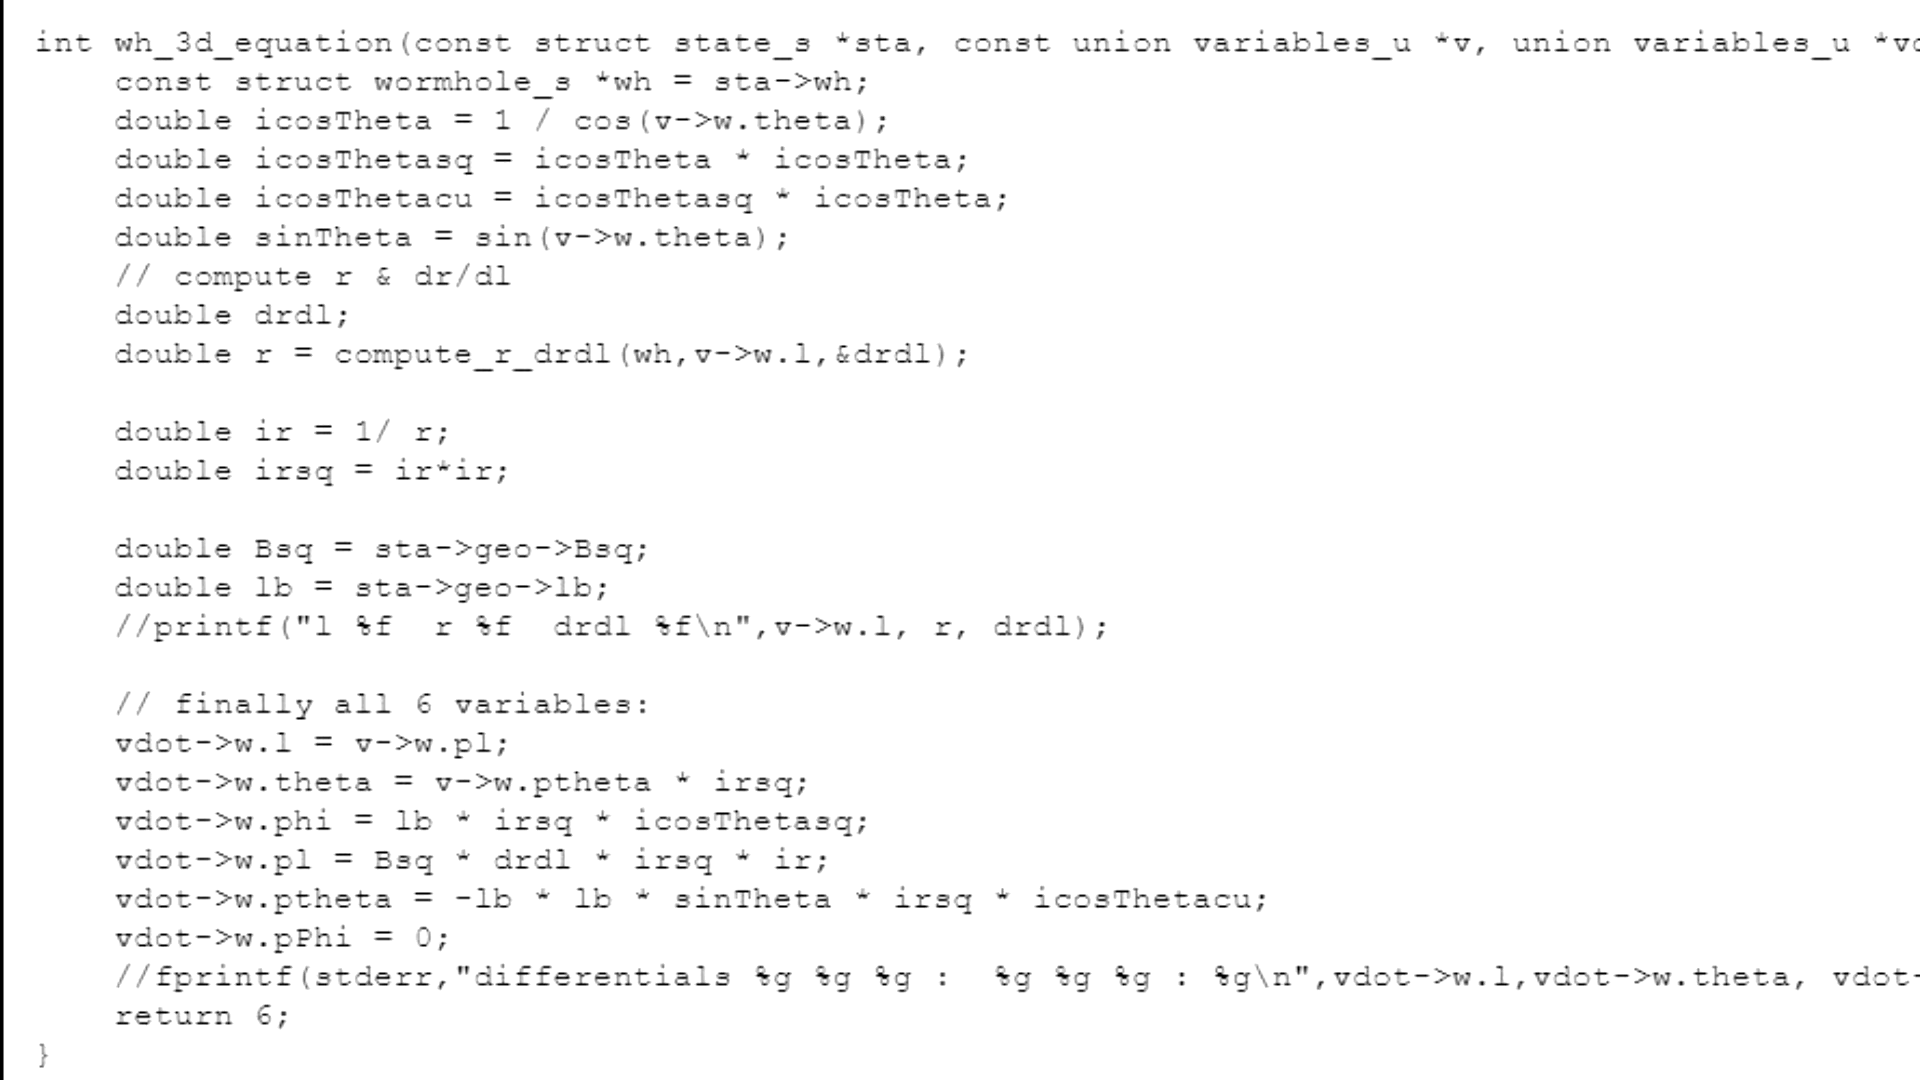 int wh_3d_equation(const struct state_s *sta, const union variables_u *v, union variables_u *vd
    const struct wormhole_s *wh = sta->wh;
    double icosTheta = 1 / cos(v->w.theta);
    double icosThetasq = icosTheta * icosTheta;
    double icosThetacu = icosThetasq * icosTheta;
    double sinTheta = sin(v->w.theta);
    // compute r & dr/dl
    double drdl;
    double r = compute_r_drdl(wh,v->w.l,&drdl);
    double ir = 1/ r;
    double irsq = ir*ir;
    double Bsq = sta->geo->Bsq;
    double lb = sta->geo->lb;
    //printf("l %f  r %f  drdl %f\n",v->w.l, r, drdl);
    // finally all 6 variables:
    vdot->w.l = v->w.pl;
    vdot->w.theta = v->w.ptheta * irsq;
    vdot->w.phi = lb * irsq * icosThetasq;
    vdot->w.pl = Bsq * drdl * irsq * ir;
    vdot->w.ptheta = -lb * lb * sinTheta * irsq * icosThetacu;
    vdot->w.pPhi = 0;
    //fprintf(stderr,"differentials %g %g %g :  %g %g %g : %g\n",vdot->w.l,vdot->w.theta, vdot-
    return 6;
}